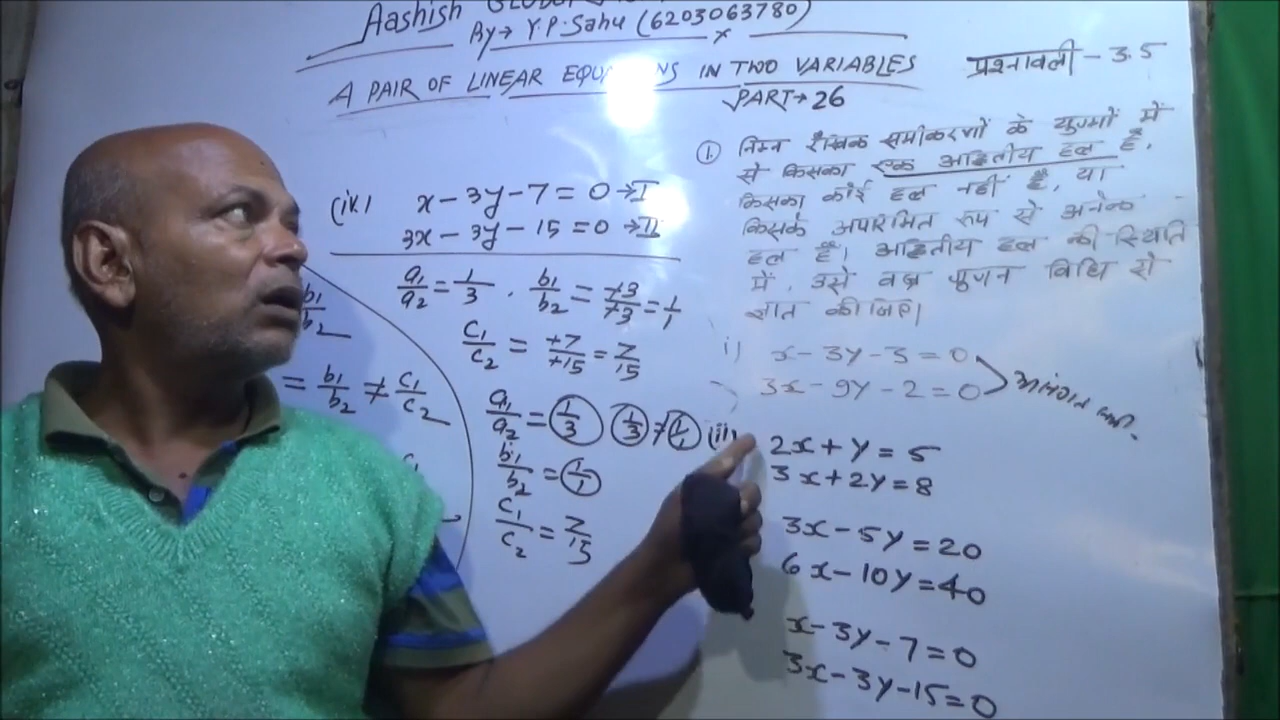 Aashish
By → Y.P. Sahu (6203063780)
A PAIR OF LINEAR EQUATIONS IN TWO VARIABLES
PART → 26
प्रश्नावली – 3.5
① निम्न रैखिक समीकरणों के युग्मों में
से किसका एक अद्वितीय हल है,
किसका कोई हल नहीं है, या
किसके अपरिमित रूप से अनेक
हल हैं। अद्वितीय हल की स्थिति
में, उसे वज्र गुणन विधि से
ज्ञात कीजिए।
i) x – 3y – 3 = 0
3x – 9y – 2 = 0
(ii) 2x + y = 5
3x + 2y = 8
3x – 5y = 20
6x – 10y = 40
x – 3y – 7 = 0
3x – 3y – 15 = 0
(iv) x – 3y – 7 = 0 → I
3x – 3y – 15 = 0 → II
a₁/a₂ = 1/3 , b₁/b₂ = -3/-3 = 1/1
c₁/c₂ = -7/-15 = 7/15
a₁/a₂ = 1/3 1/3 ≠ 1/1
b₁/b₂ = 1/1
c₁/c₂ = 7/15
b₁/b₂
= b₁/b₂ ≠ c₁/c₂